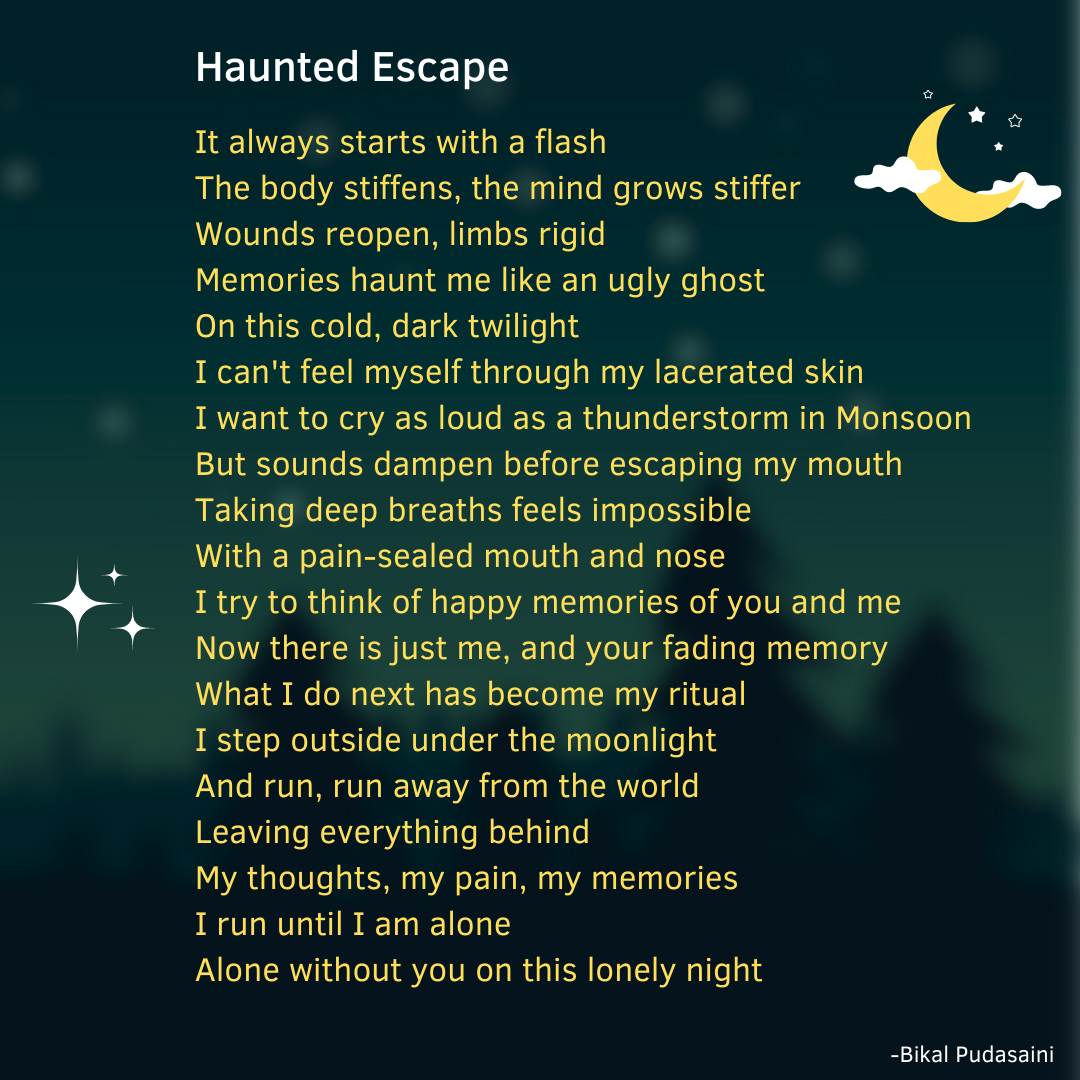 Haunted Escape
It always starts with a flash
The body stiffens, the mind grows stiffer
Wounds reopen, limbs rigid
Memories haunt me like an ugly ghost
On this cold, dark twilight
I can't feel myself through my lacerated skin
I want to cry as loud as a thunderstorm in Monsoon
But sounds dampen before escaping my mouth
Taking deep breaths feels impossible
With a pain-sealed mouth and nose
I try to think of happy memories of you and me
Now there is just me, and your fading memory
What I do next has become my ritual
I step outside under the moonlight
And run, run away from the world
Leaving everything behind
My thoughts, my pain, my memories
I run until I am alone
Alone without you on this lonely night
-Bikal Pudasaini